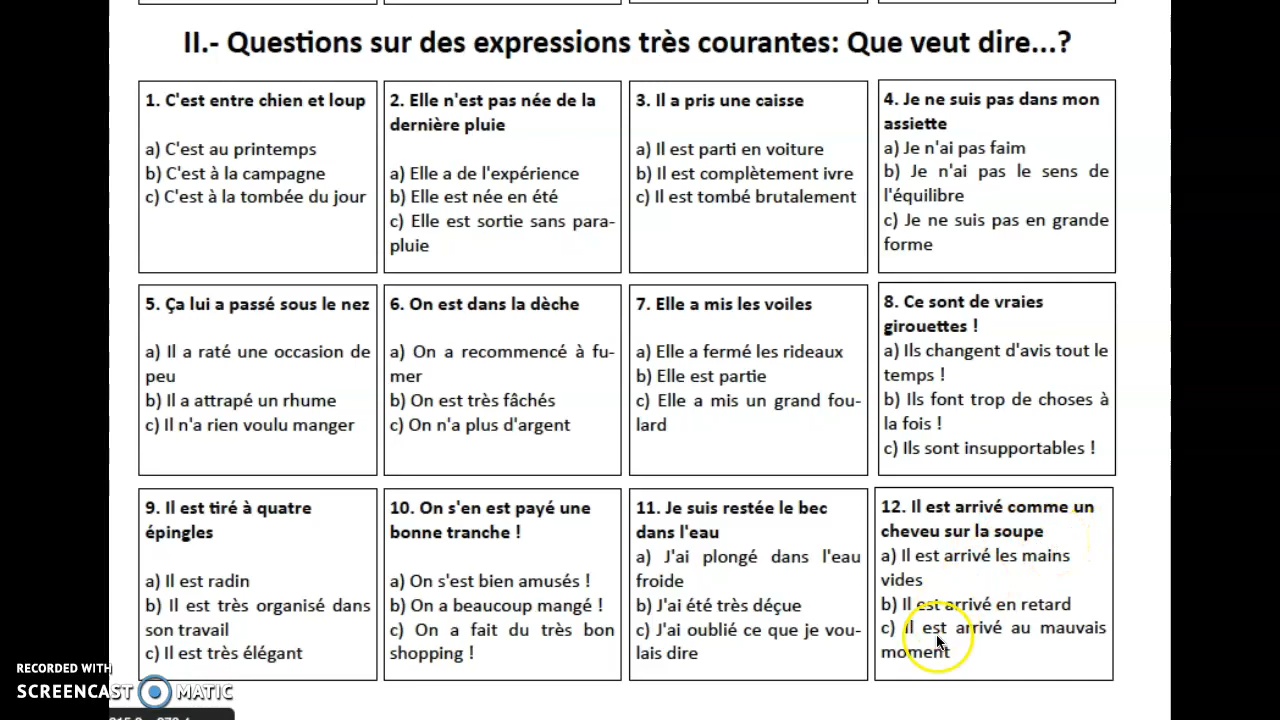 II.- Questions sur des expressions très courantes: Que veut dire...?
1. C'est entre chien et loup
a) C'est au printemps
b) C'est à la campagne
c) C'est à la tombée du jour
2. Elle n'est pas née de la
dernière pluie
a) Elle a de l'expérience
b) Elle est née en été
c) Elle est sortie sans para-
pluie
3. Il a pris une caisse
a) Il est parti en voiture
b) Il est complètement ivre
c) Il est tombé brutalement
4. Je ne suis pas dans mon
assiette
a) Je n'ai pas faim
b) Je n'ai pas le sens de
l'équilibre
c) Je ne suis pas en grande
forme
5. Ça lui a passé sous le nez
a) Il a raté une occasion de
peu
b) Il a attrapé un rhume
c) Il n'a rien voulu manger
6. On est dans la dèche
a) On a recommencé à fu-
mer
b) On est très fâchés
c) On n'a plus d'argent
7. Elle a mis les voiles
a) Elle a fermé les rideaux
b) Elle est partie
c) Elle a mis un grand fou-
lard
8. Ce sont de vraies
girouettes !
a) Ils changent d'avis tout le
temps !
b) Ils font trop de choses à
la fois !
c) Ils sont insupportables !
9. Il est tiré à quatre
épingles
a) Il est radin
b) Il est très organisé dans
son travail
c) Il est très élégant
10. On s'en est payé une
bonne tranche !
a) On s'est bien amusés !
b) On a beaucoup mangé !
c) On a fait du très bon
shopping !
11. Je suis restée le bec
dans l'eau
a) J'ai plongé dans l'eau
froide
b) J'ai été très déçue
c) J'ai oublié ce que je vou-
lais dire
12. Il est arrivé comme un
cheveu sur la soupe
a) Il est arrivé les mains
vides
b) Il est arrivé en retard
c) Il est arrivé au mauvais
moment
RECORDED WITH
SCREENCAST MATIC